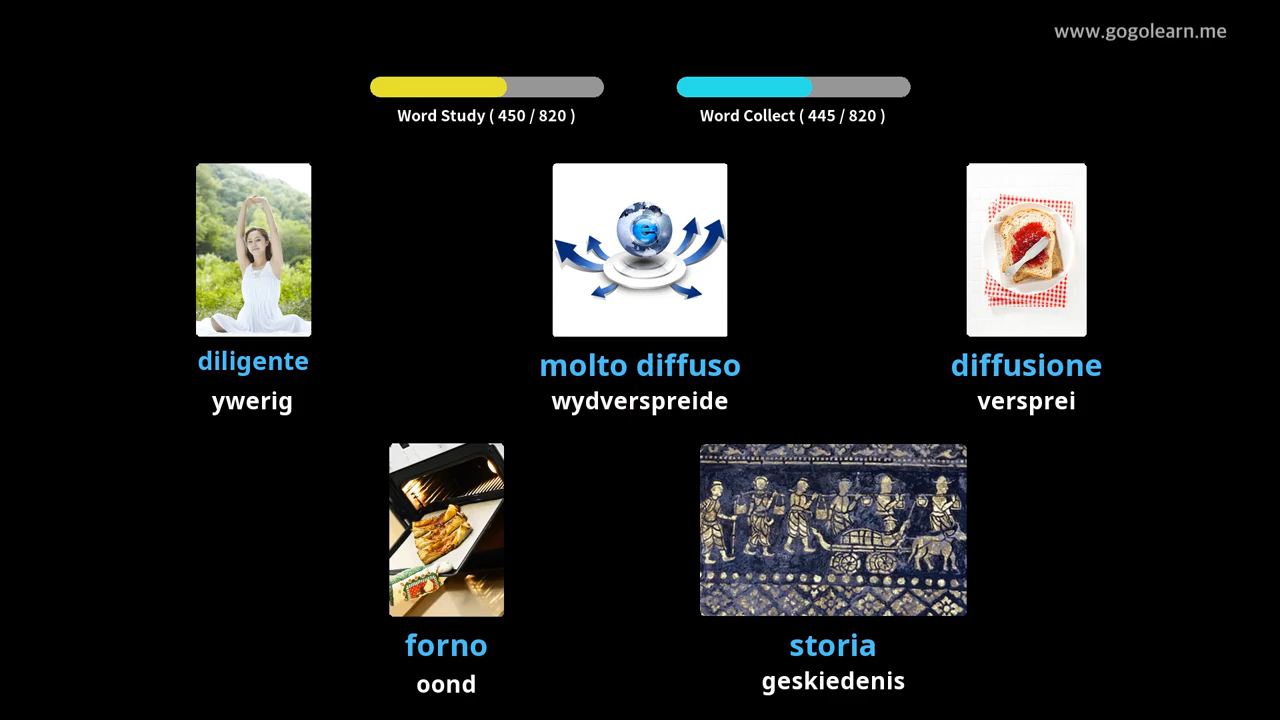 www.gogolearn.me
Word Study ( 450 / 820 )
Word Collect ( 445 / 820 )
e
diligente
ywerig
molto diffuso
wydverspreide
diffusione
versprei
forno
oond
storia
geskiedenis